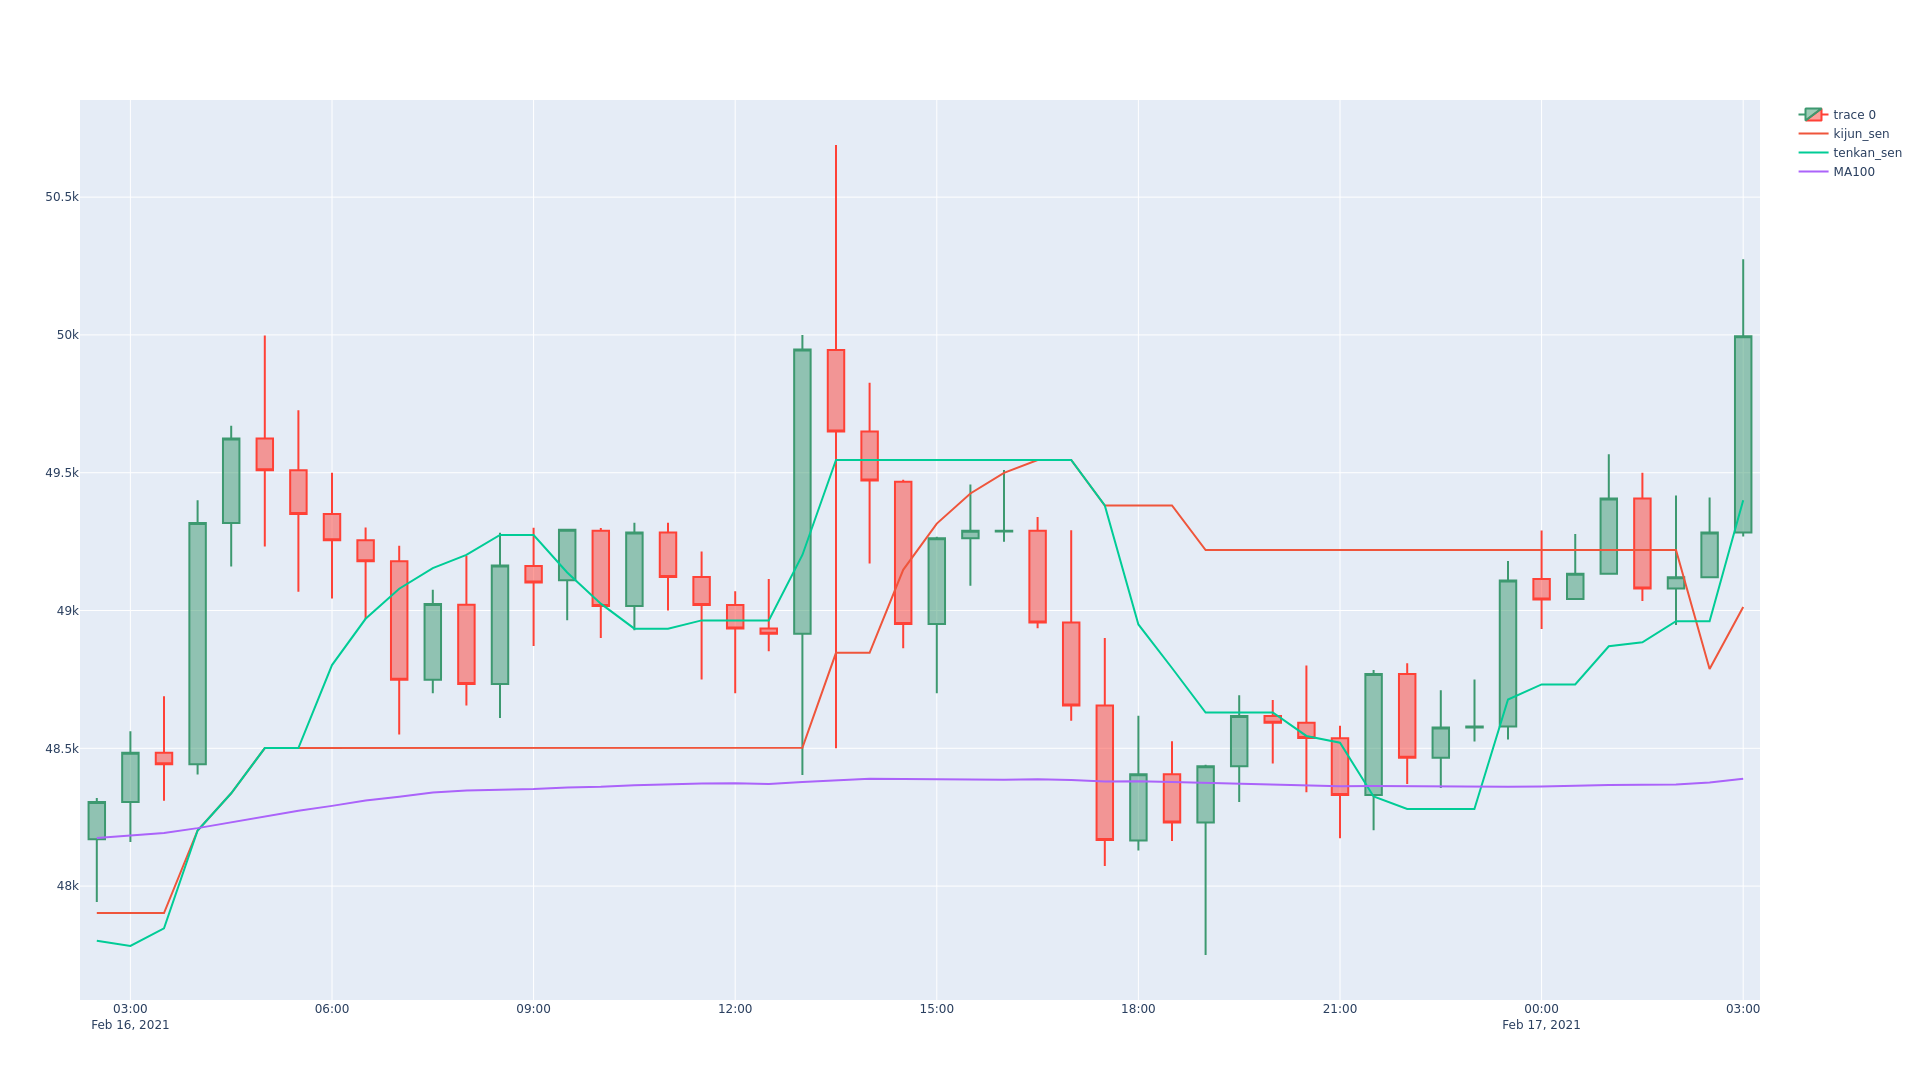 trace 0
kijun_sen
tenkan_sen
MA100
50.5k
50k
49.5k
49k
48.5k
48k
03:00 06:00 09:00 12:00 15:00 18:00 21:00 00:00 03:00
Feb 16, 2021 Feb 17, 2021